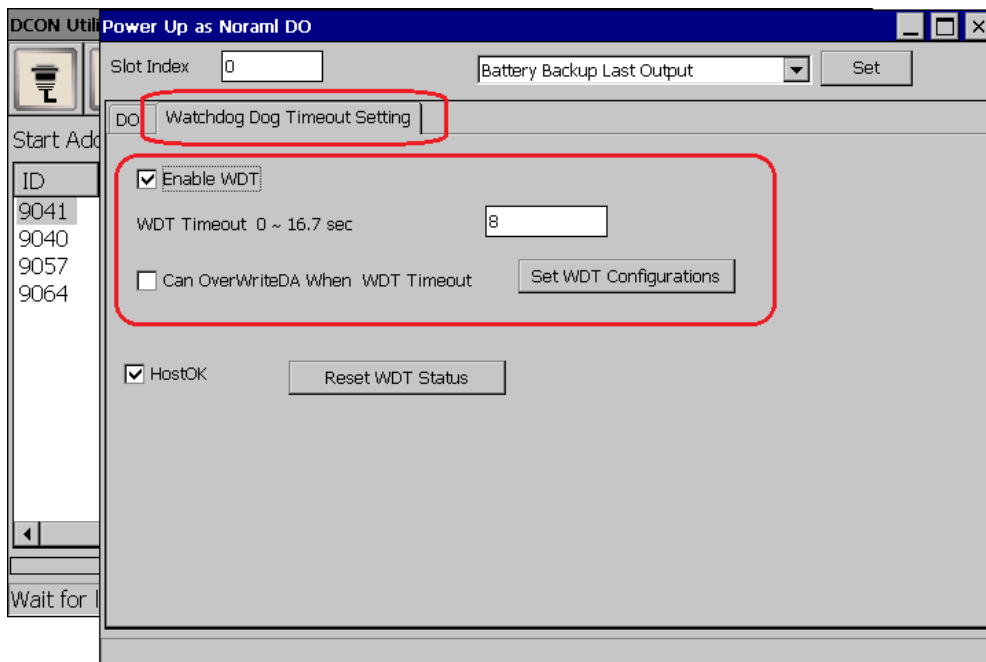 DCON Utili
Power Up as Noraml DO
Slot Index 0 Battery Backup Last Output Set
DO Watchdog Dog Timeout Setting
Start Add
ID
9041
9040
9057
9064
Enable WDT
WDT Timeout 0 ~ 16.7 sec 8
Can OverWriteDA When WDT Timeout Set WDT Configurations
HostOK Reset WDT Status
Wait for